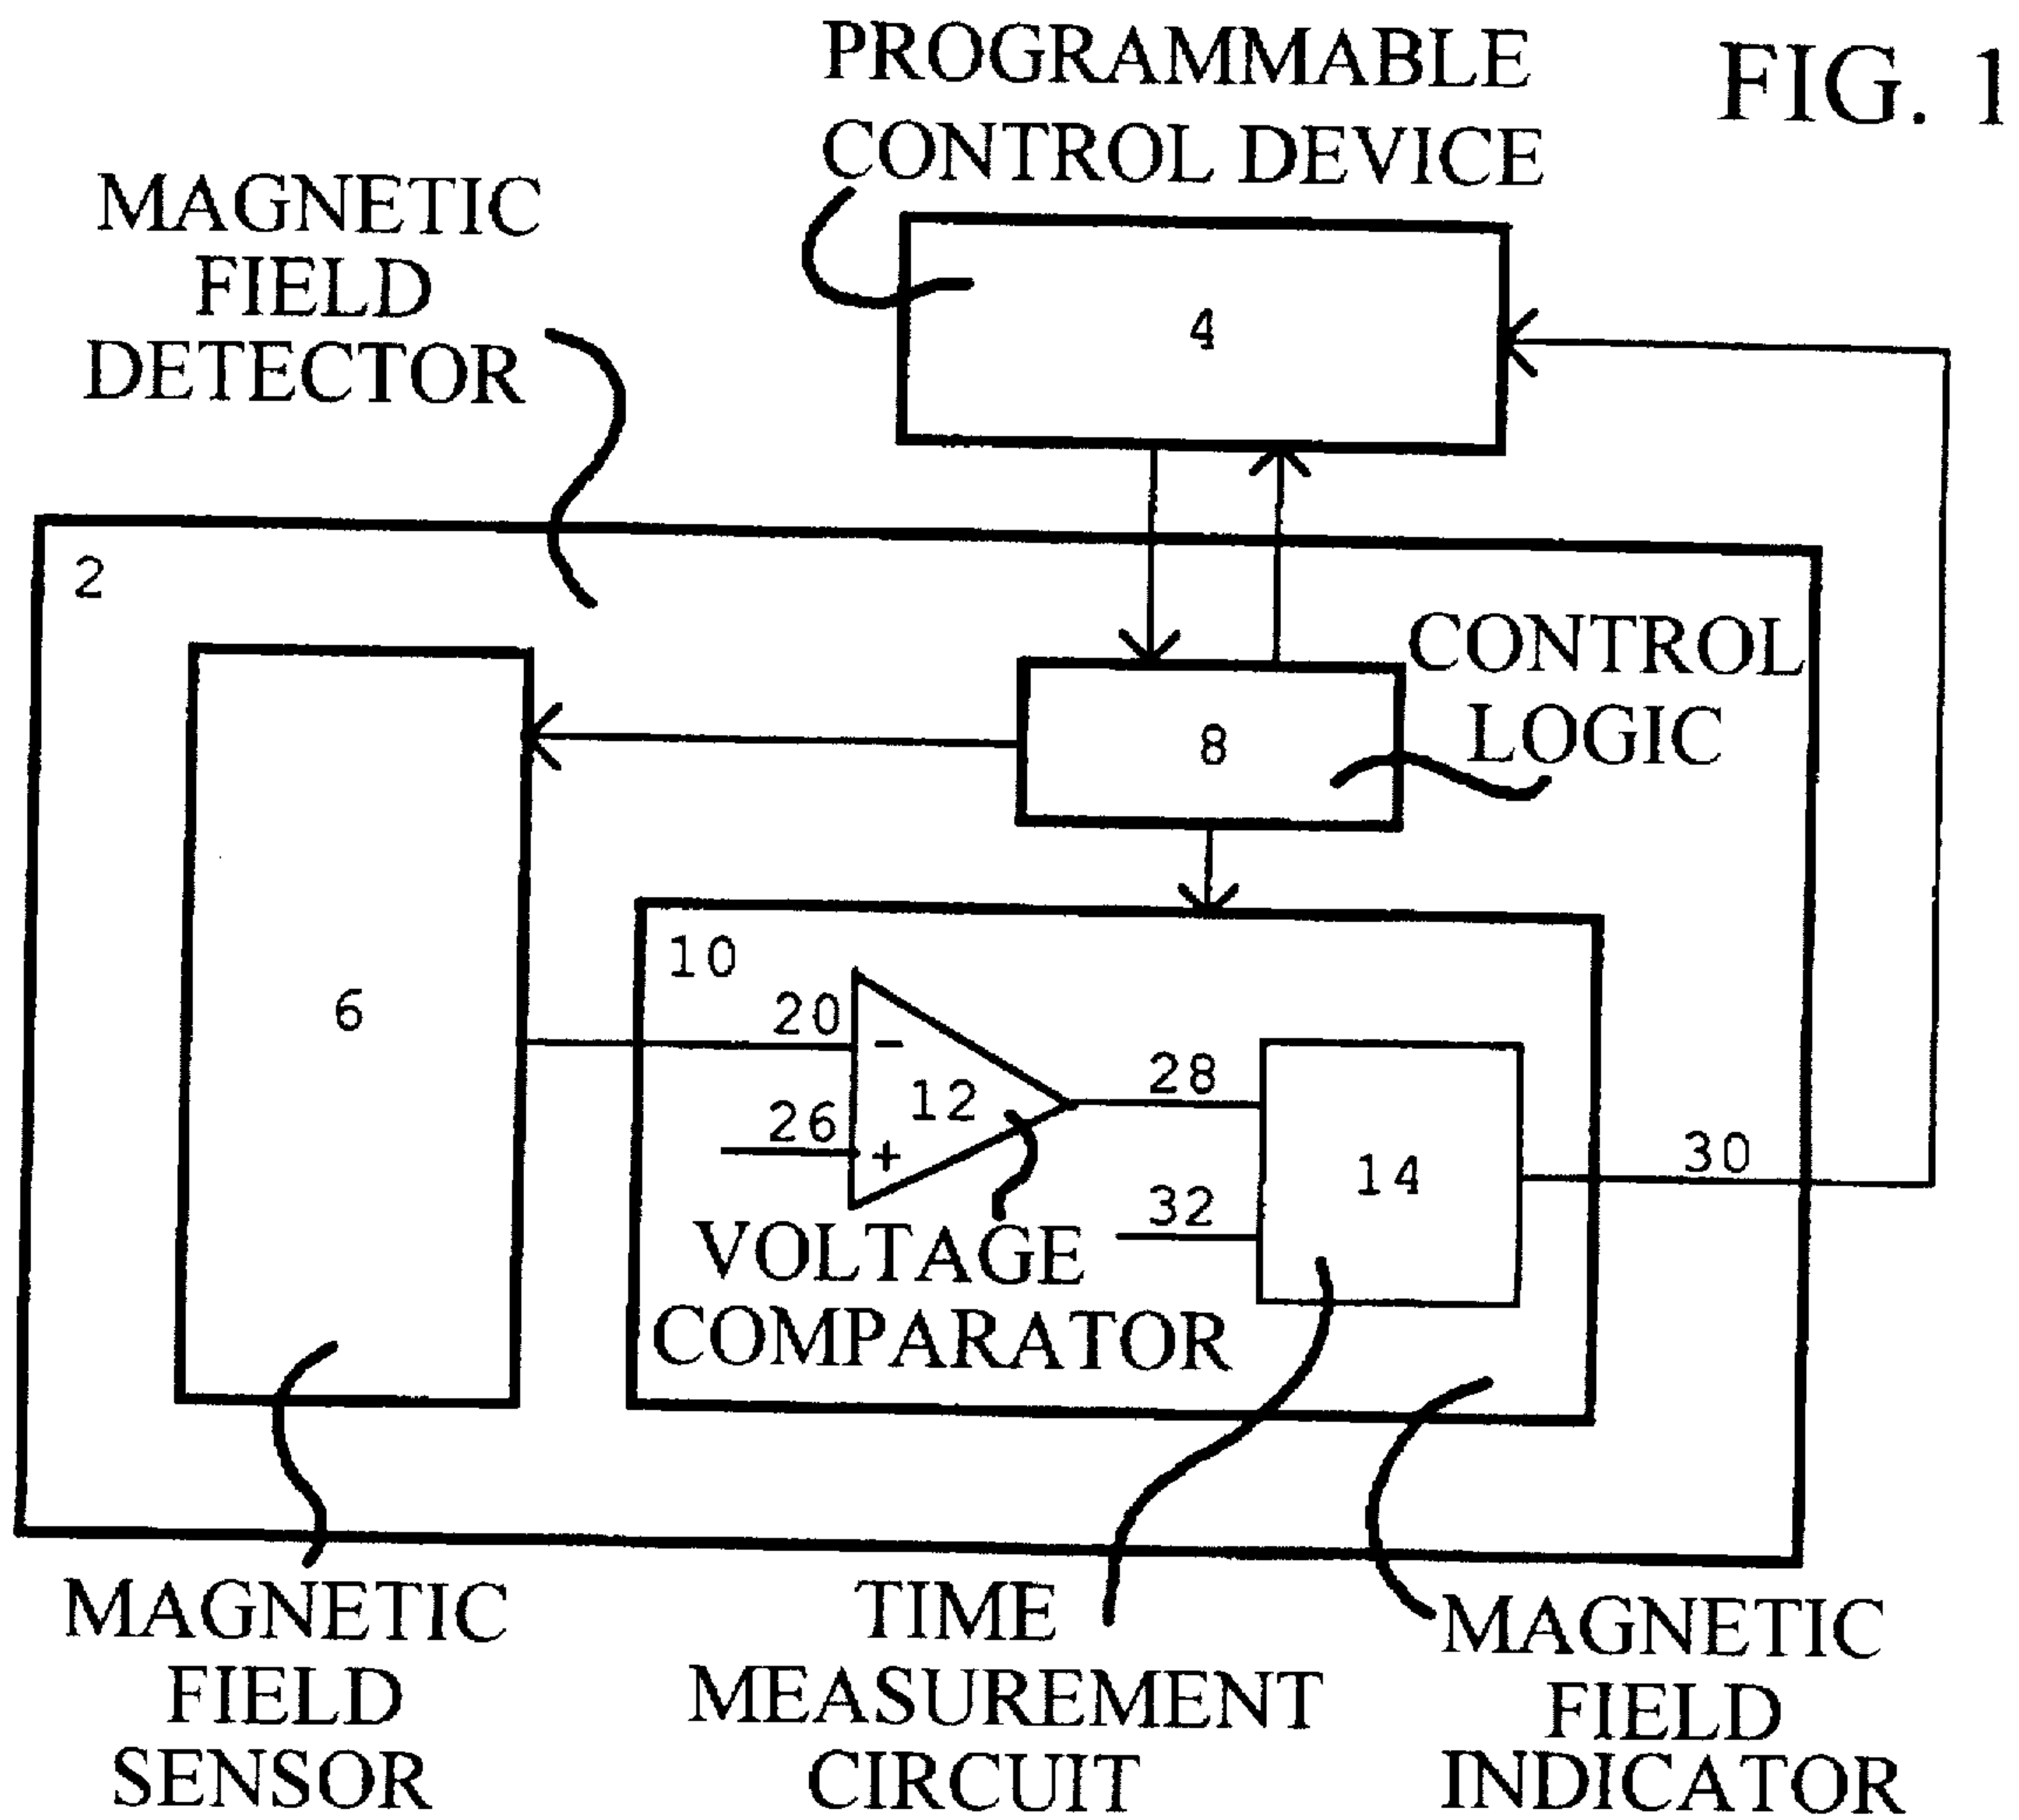 FIG. 1
PROGRAMMABLE
CONTROL DEVICE
MAGNETIC
FIELD
DETECTOR
4
2
CONTROL
LOGIC
8
6
10
20
-
12
26
+
28
14
32
30
VOLTAGE
COMPARATOR
MAGNETIC
FIELD
SENSOR
TIME
MEASUREMENT
CIRCUIT
MAGNETIC
FIELD
INDICATOR